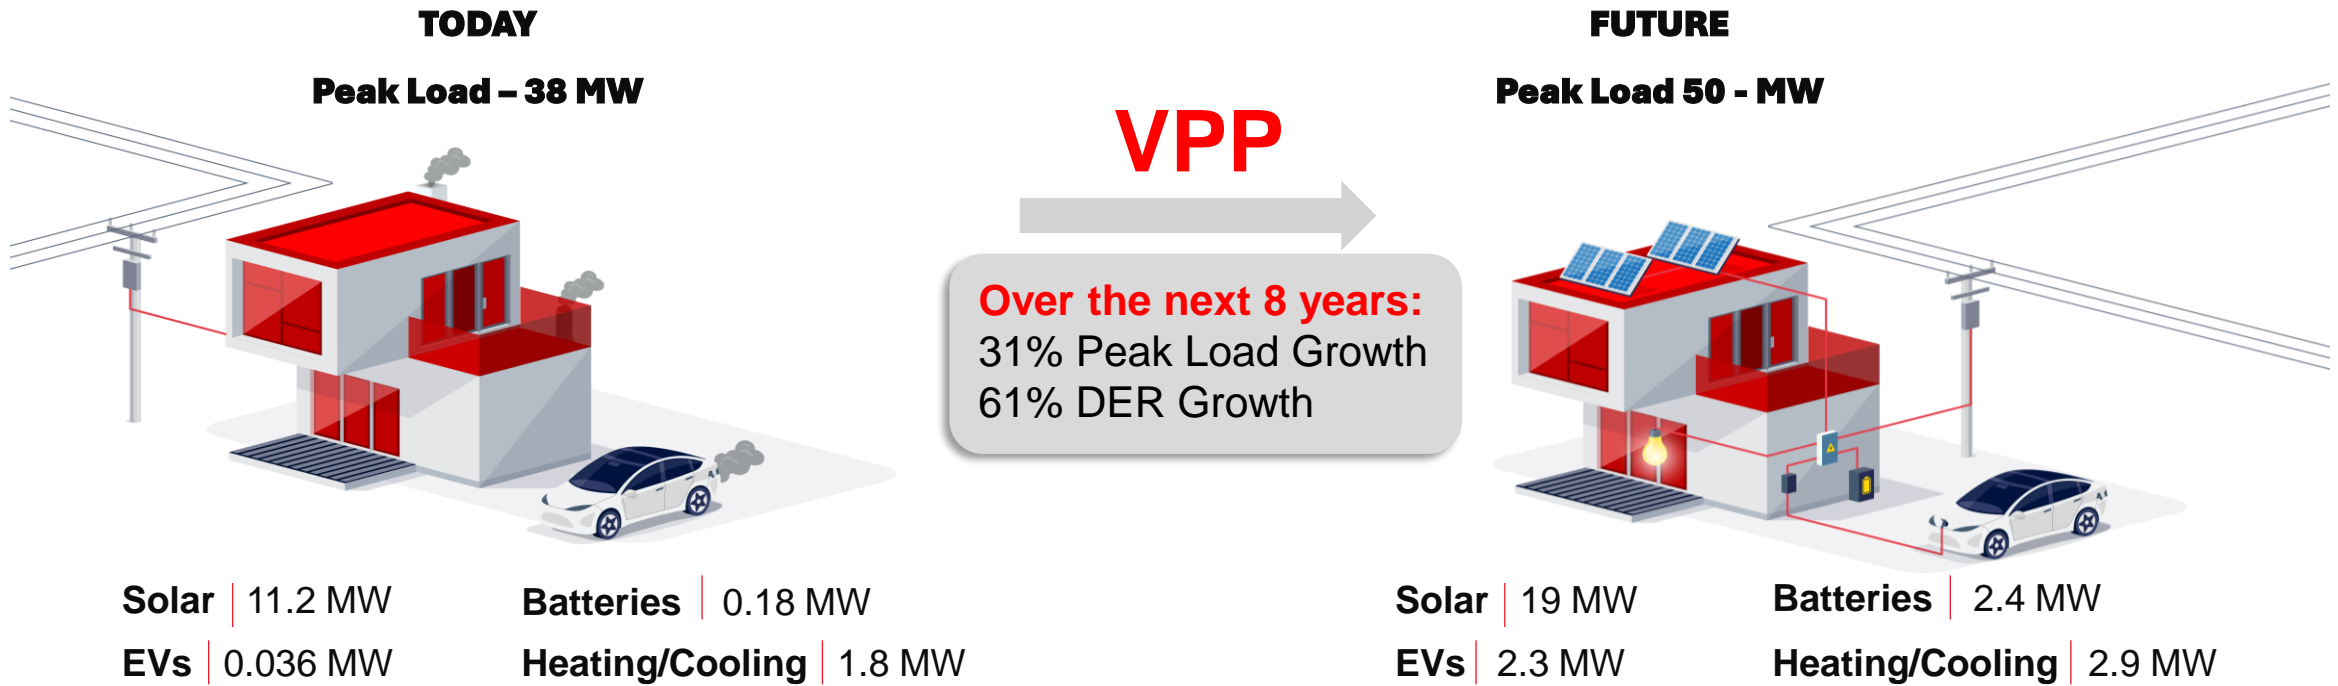 TODAY
Peak Load – 38 MW
Solar 11.2 MW
Batteries 0.18 MW
EVs 0.036 MW
Heating/Cooling 1.8 MW
VPP
Over the next 8 years:
31% Peak Load Growth
61% DER Growth
FUTURE
Peak Load 50 - MW
Solar 19 MW
Batteries 2.4 MW
EVs 2.3 MW
Heating/Cooling 2.9 MW